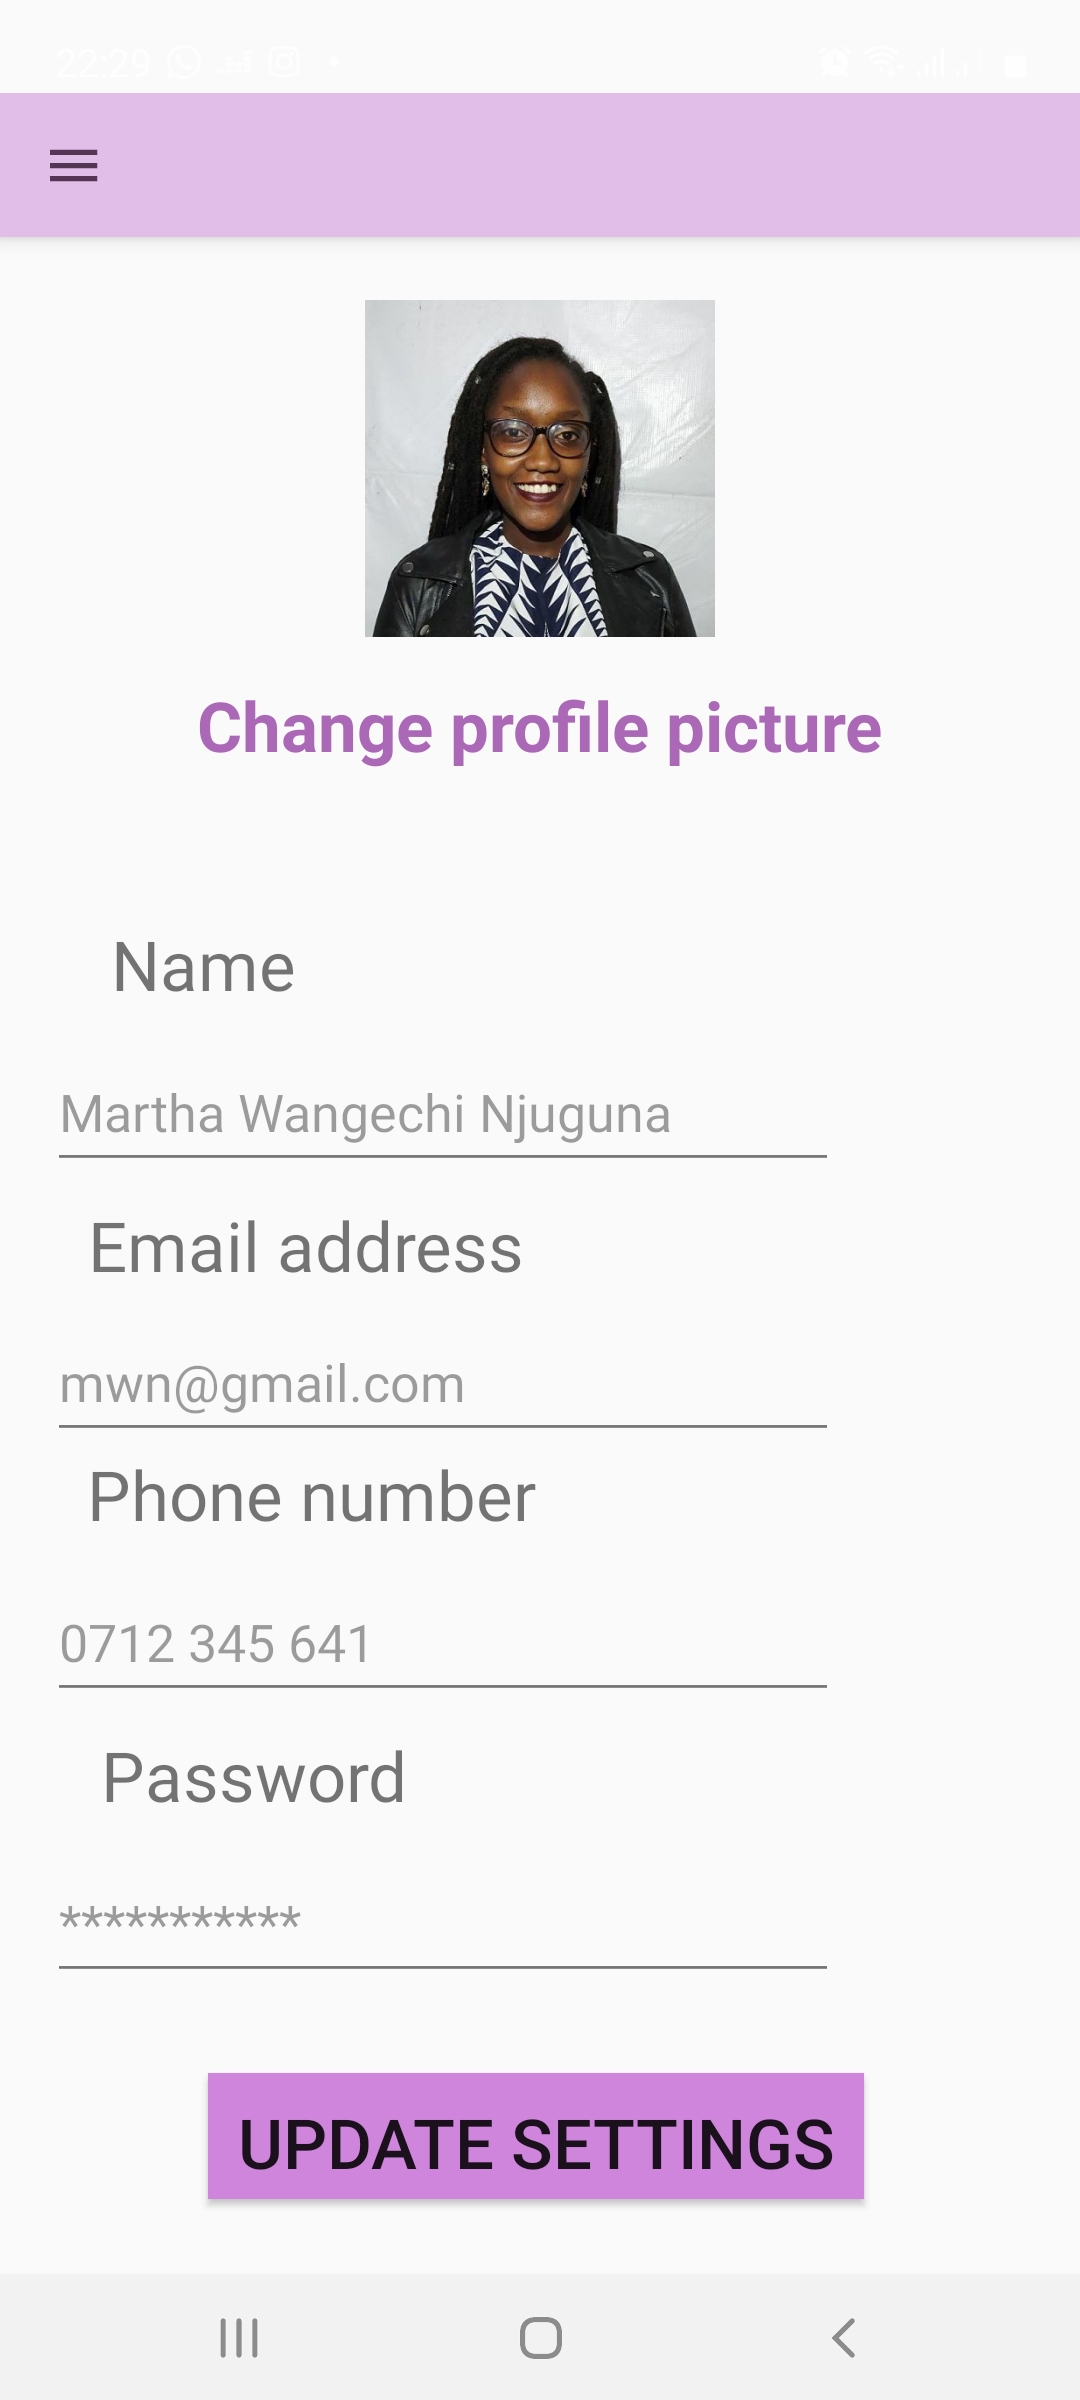 22:29
Change profile picture
Name
Martha Wangechi Njuguna
Email address
mwn@gmail.com
Phone number
0712 345 641
Password
***********
UPDATE SETTINGS